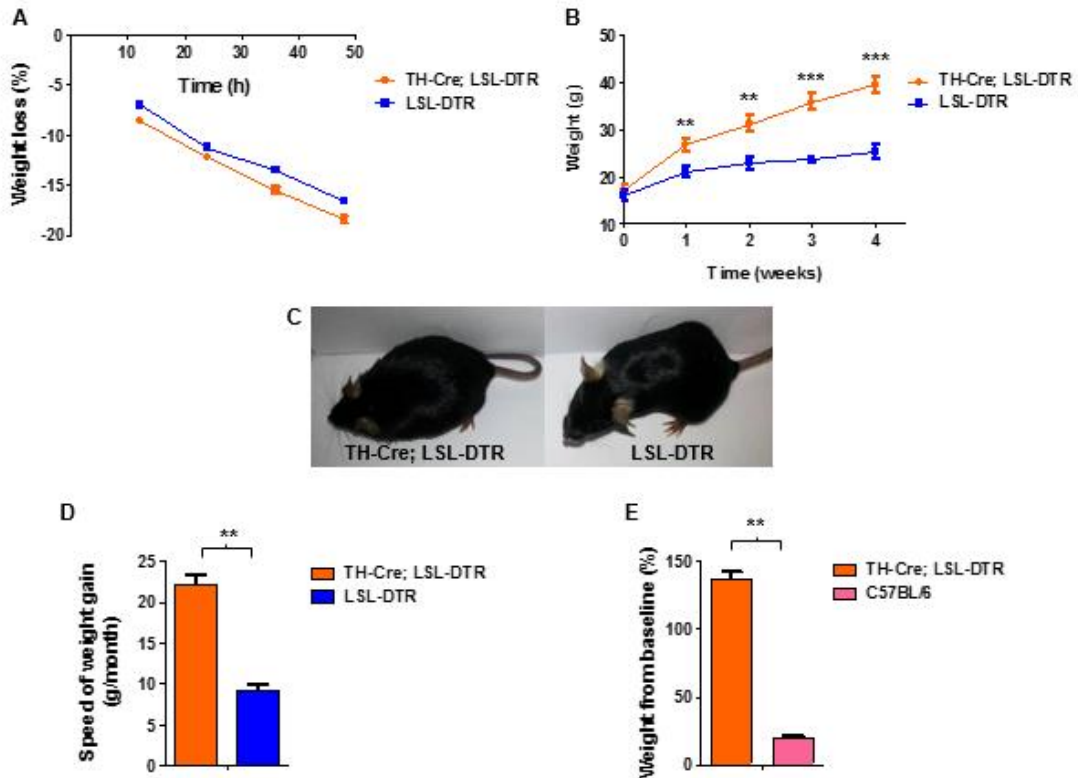 A
0
10
20
30
40
50
Time (h)
-5
-10
-15
-20
Weight loss (%)
TH-Cre; LSL-DTR
LSL-DTR
B
50
40
30
20
10
Weight (g)
**
**
***
***
0
1
2
3
4
Time (weeks)
TH-Cre; LSL-DTR
LSL-DTR
C
TH-Cre; LSL-DTR
LSL-DTR
D
**
25
20
15
10
5
0
Speed of weight gain
(g/month)
TH-Cre; LSL-DTR
LSL-DTR
E
**
150
100
50
0
Weight from baseline (%)
TH-Cre; LSL-DTR
C57BL/6